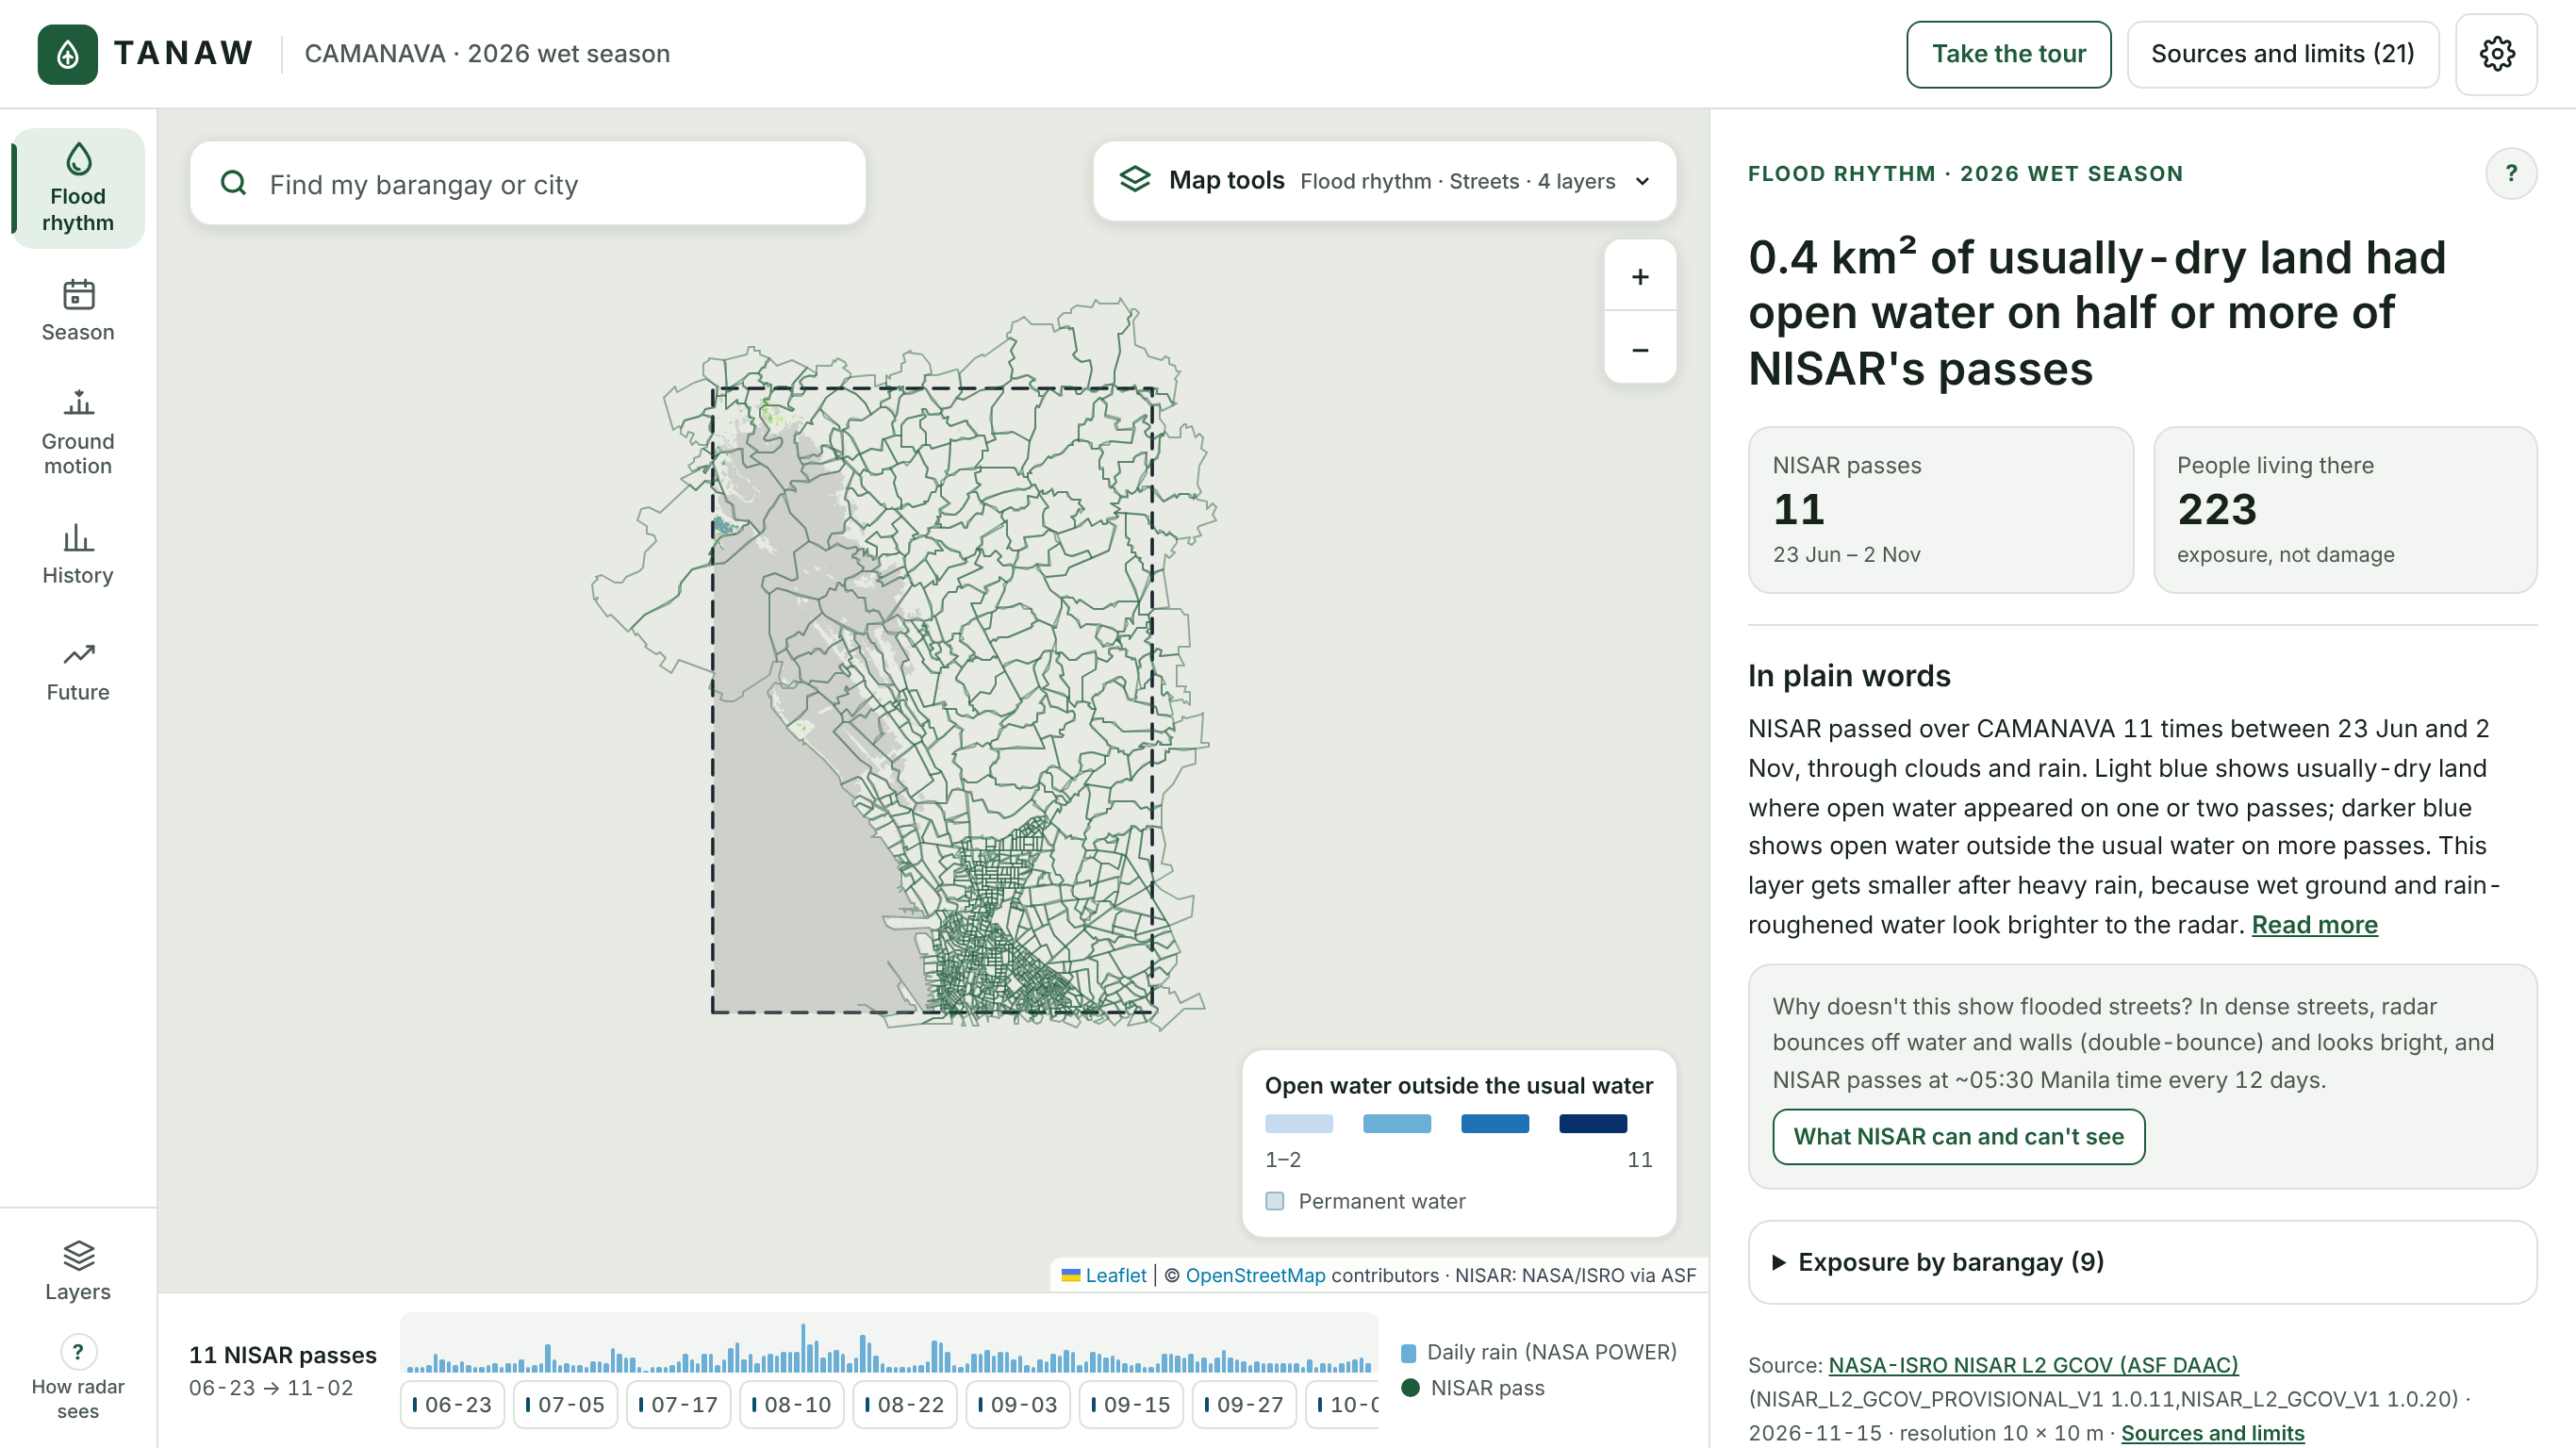 TANAW
CAMANAVA · 2026 wet season
Take the tour
Sources and limits (21)
Flood
rhythm
Season
Ground
motion
History
Future
Layers
?
How radar
sees
Find my barangay or city
Map tools Flood rhythm · Streets · 4 layers
+
−
Open water outside the usual water
1–2
11
Permanent water
Leaflet | © OpenStreetMap contributors · NISAR: NASA/ISRO via ASF
11 NISAR passes
06-23 → 11-02
06-23
07-05
07-17
08-10
08-22
09-03
09-15
09-27
Daily rain (NASA POWER)
NISAR pass
FLOOD RHYTHM · 2026 WET SEASON
?
0.4 km² of usually-dry land had
open water on half or more of
NISAR's passes
NISAR passes
11
23 Jun – 2 Nov
People living there
223
exposure, not damage
In plain words
NISAR passed over CAMANAVA 11 times between 23 Jun and 2
Nov, through clouds and rain. Light blue shows usually-dry land
where open water appeared on one or two passes; darker blue
shows open water outside the usual water on more passes. This
layer gets smaller after heavy rain, because wet ground and rain-
roughened water look brighter to the radar. Read more
Why doesn't this show flooded streets? In dense streets, radar
bounces off water and walls (double-bounce) and looks bright, and
NISAR passes at ~05:30 Manila time every 12 days.
What NISAR can and can't see
Exposure by barangay (9)
Source: NASA-ISRO NISAR L2 GCOV (ASF DAAC)
(NISAR_L2_GCOV_PROVISIONAL_V1 1.0.11,NISAR_L2_GCOV_V1 1.0.20) ·
2026-11-15 · resolution 10 × 10 m · Sources and limits